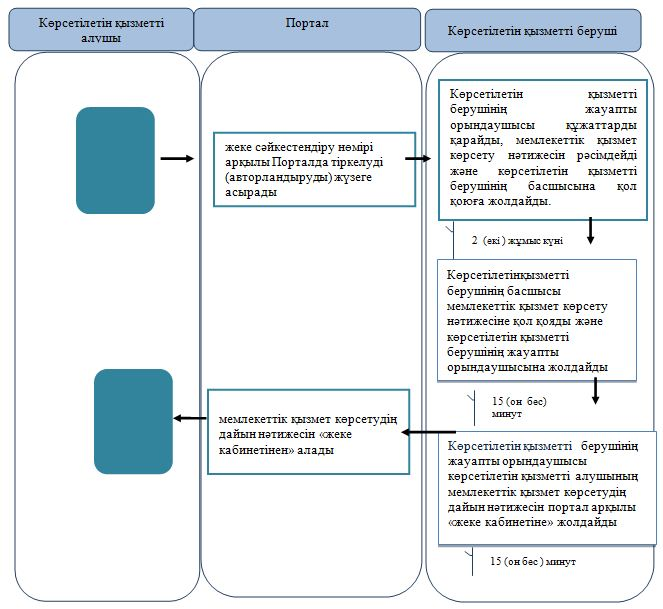 Көрсетілетін қызметті
алушы
Портал
Көрсетілетін қызметті беруші
Көрсетілетін қызметті
берушінің жауапты
орындаушысы құжаттарды
қарайды, мемлекеттік қызмет
көрсету нәтижесін рәсімдейді
және көрсетілетін қызметті
берушінің басшысына қол
қоюға жолдайды.
жеке сәйкестендіру нөмірі
арқылы Порталда тіркелуді
(авторландыруды) жүзеге
асырады
2 (екі ) жұмыс күні
Көрсетілетінқызметті
берушінің басшысы
мемлекеттік қызмет көрсету
нәтижесіне қол қояды және
көрсетілетін қызметті
берушінің жауапты
орындаушысына жолдайды
15 (он бес)
минут
мемлекеттік қызмет көрсетудің
дайын нәтижесін «жеке
кабинетінен» алады
Көрсетілетін қызметті берушінің
жауапты орындаушысы
көрсетілетін қызметті алушының
мемлекеттік қызмет көрсетудің
дайын нәтижесін портал арқылы
«жеке кабинетіне» жолдайды
15 (он бес ) минут